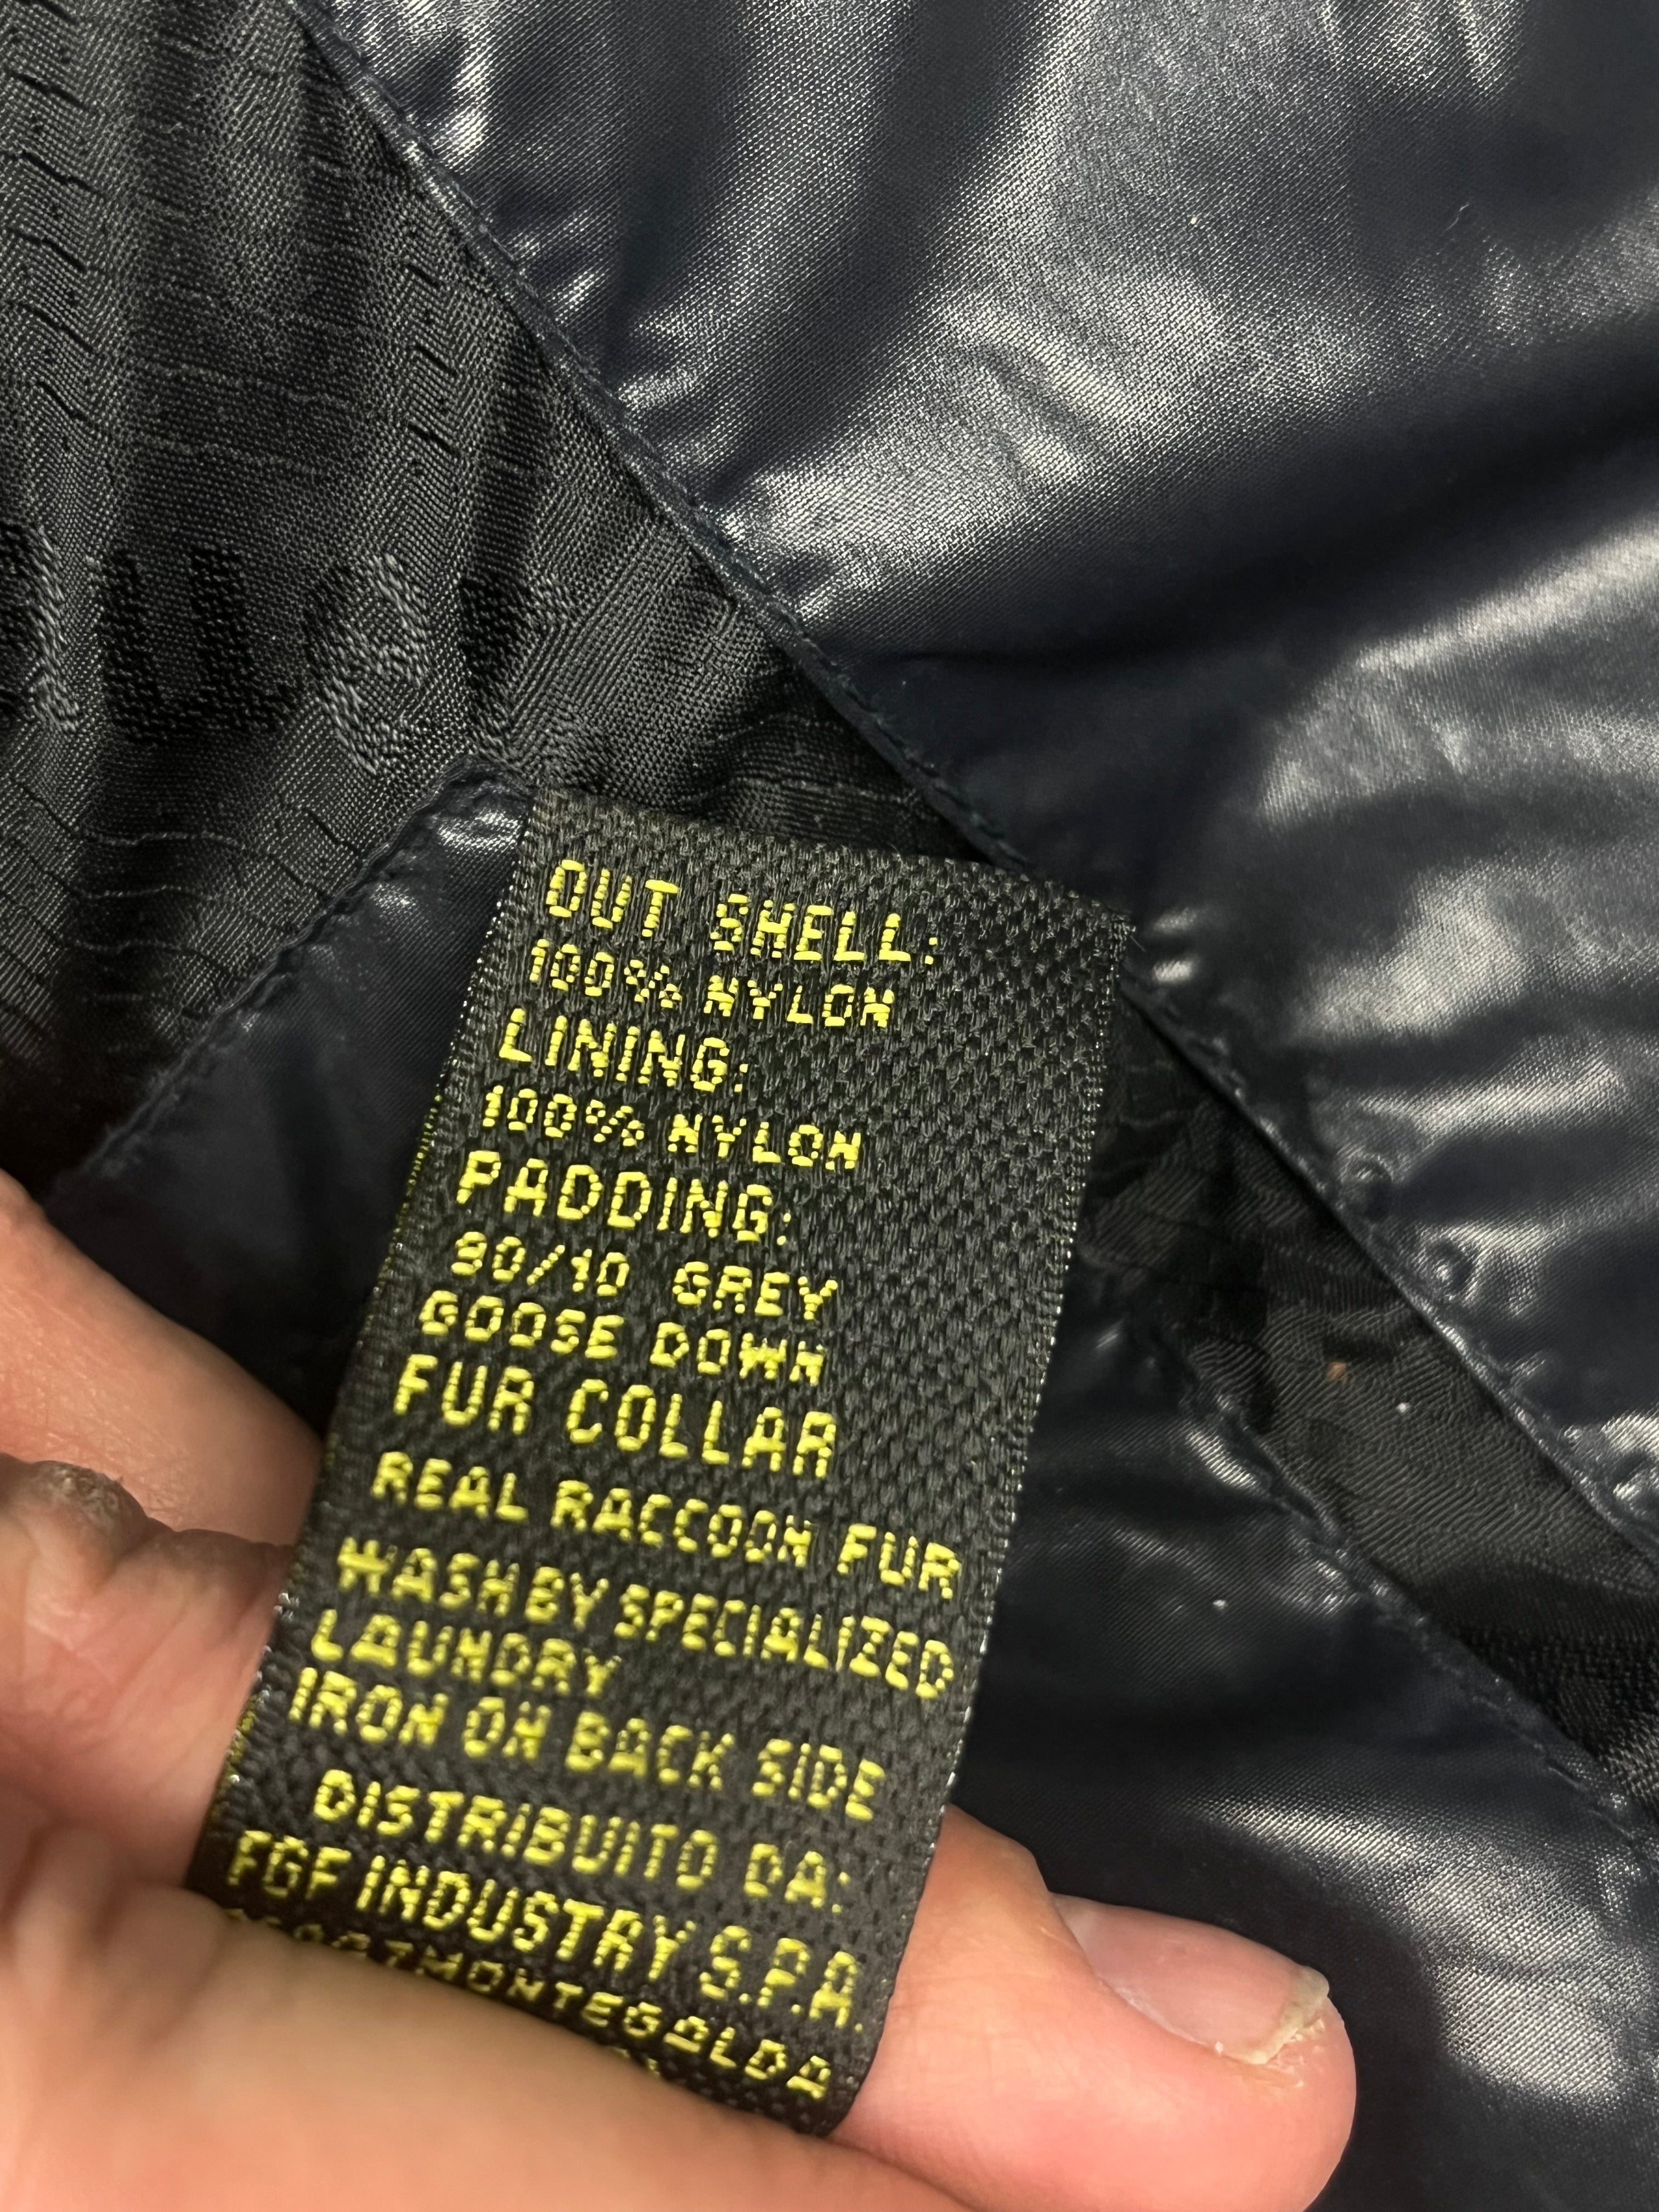 OUT SHELL:
100% NYLON
LINING:
100% NYLON
PADDING:
90/10 GREY
GOOSE DOWN
FUR COLLAR
REAL RACCOON FUR
WASH BY SPECIALIZED
LAUNDRY
IRON ON BACK SIDE
DISTRIBUITO DA:
FGF INDUSTRY S.P.A.
MONTEGALDA